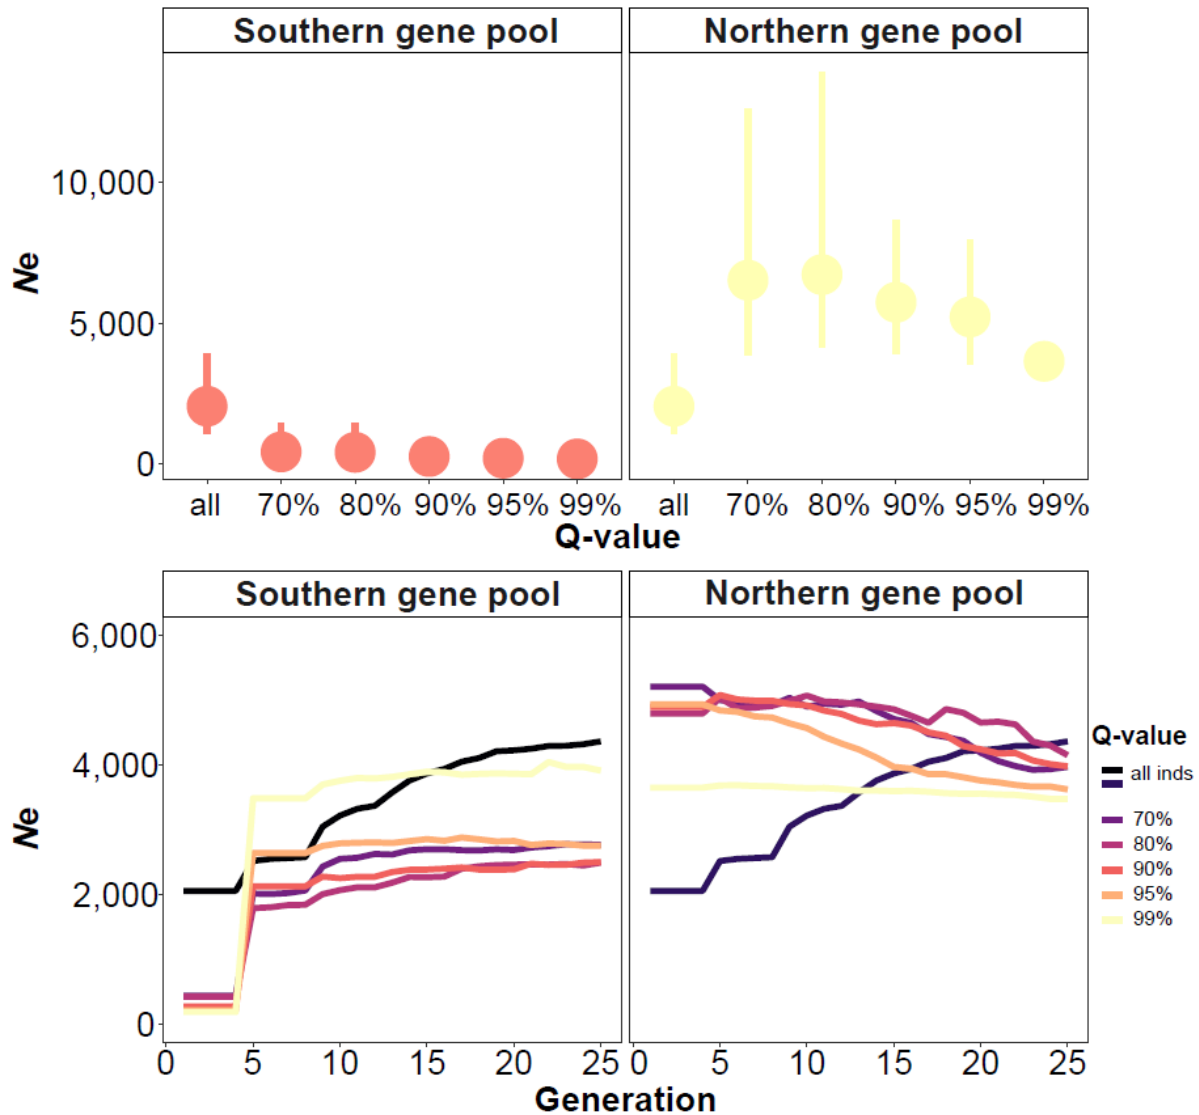 Southern gene pool
Northern gene pool
10,000
5,000
0
Ne
all 70% 80% 90% 95% 99%
all 70% 80% 90% 95% 99%
Q-value
Southern gene pool
Northern gene pool
6,000
4,000
2,000
0
Ne
0 5 10 15 20 25
0 5 10 15 20 25
Generation
Q-value
all inds
70%
80%
90%
95%
99%